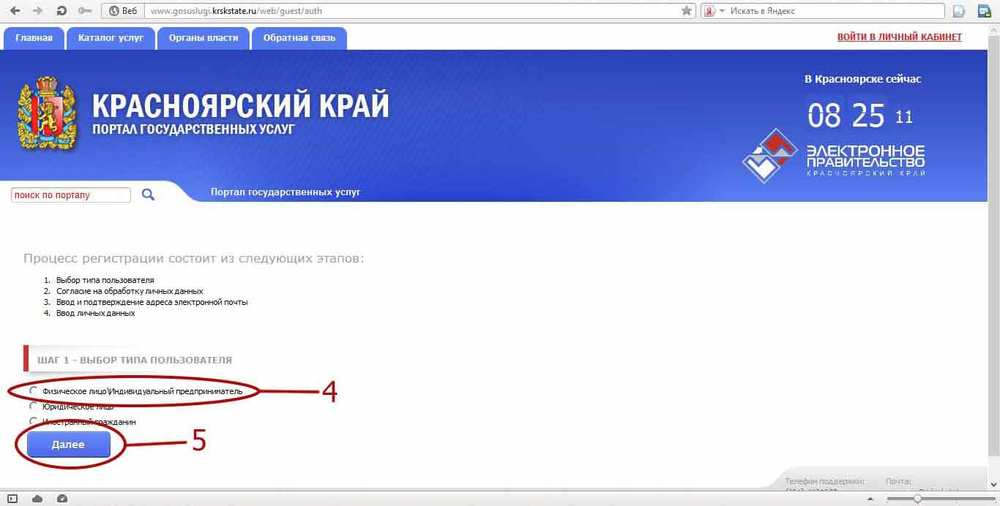 Веб www.gosuslugi.krskstate.ru/web/guest/auth Я Искать в Яндекс
Главная Каталог услуг Органы власти Обратная связь ВОЙТИ В ЛИЧНЫЙ КАБИНЕТ
КРАСНОЯРСКИЙ КРАЙ
ПОРТАЛ ГОСУДАРСТВЕННЫХ УСЛУГ
В Красноярске сейчас
08 25 11
ЭЛЕКТРОННОЕ
ПРАВИТЕЛЬСТВО
КРАСНОЯРСКИЙ КРАЙ
поиск по порталу
Портал государственных услуг
Процесс регистрации состоит из следующих этапов:
1. Выбор типа пользователя
2. Согласие на обработку личных данных
3. Ввод и подтверждение адреса электронной почты
4. Ввод личных данных
ШАГ 1 - ВЫБОР ТИПА ПОЛЬЗОВАТЕЛЯ
Физическое лицо\Индивидуальный предприниматель 4
Юридическое лицо
Иностранный гражданин
Далее 5
Телефон поддержки: Почта: